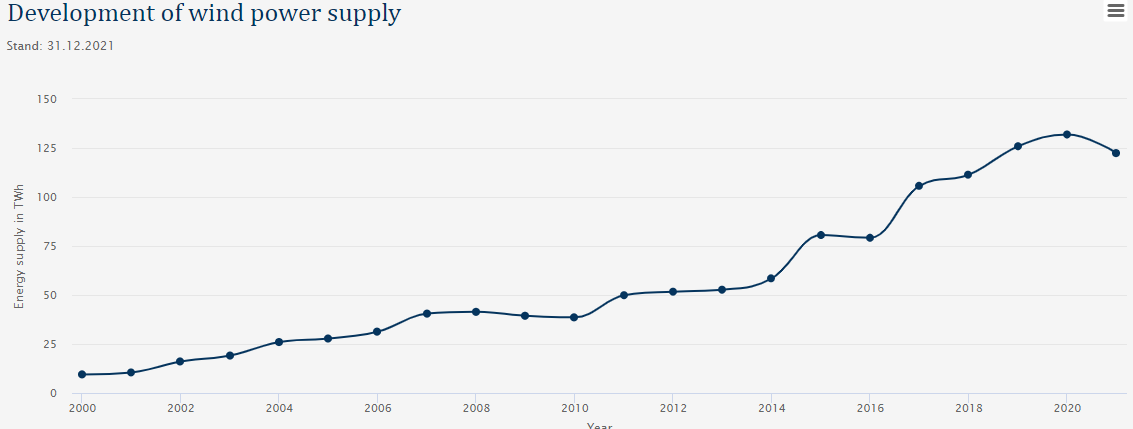 Development of wind power supply
Stand: 31.12.2021
150
125
100
75
50
25
0
Energy supply in TWh
2000 2002 2004 2006 2008 2010 2012 2014 2016 2018 2020
Year